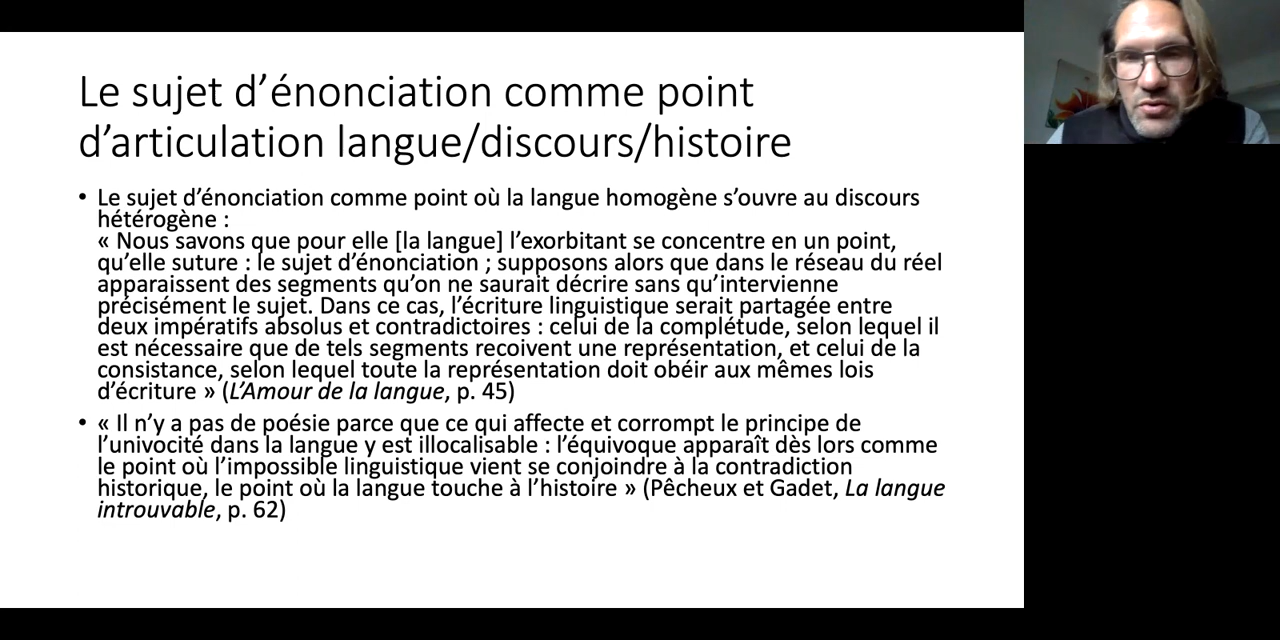 Le sujet d’énonciation comme point
d’articulation langue/discours/histoire
• Le sujet d’énonciation comme point où la langue homogène s’ouvre au discours
hétérogène :
« Nous savons que pour elle [la langue] l’exorbitant se concentre en un point,
qu’elle suture : le sujet d’énonciation ; supposons alors que dans le réseau du réel
apparaissent des segments qu’on ne saurait décrire sans qu’intervienne
précisément le sujet. Dans ce cas, l’écriture linguistique serait partagée entre
deux impératifs absolus et contradictoires : celui de la complétude, selon lequel il
est nécessaire que de tels segments recoivent une représentation, et celui de la
consistance, selon lequel toute la représentation doit obéir aux mêmes lois
d’écriture » (L’Amour de la langue, p. 45)
• « Il n’y a pas de poésie parce que ce qui affecte et corrompt le principe de
l’univocité dans la langue y est illocalisable : l’équivoque apparaît dès lors comme
le point où l’impossible linguistique vient se conjoindre à la contradiction
historique, le point où la langue touche à l’histoire » (Pêcheux et Gadet, La langue
introuvable, p. 62)